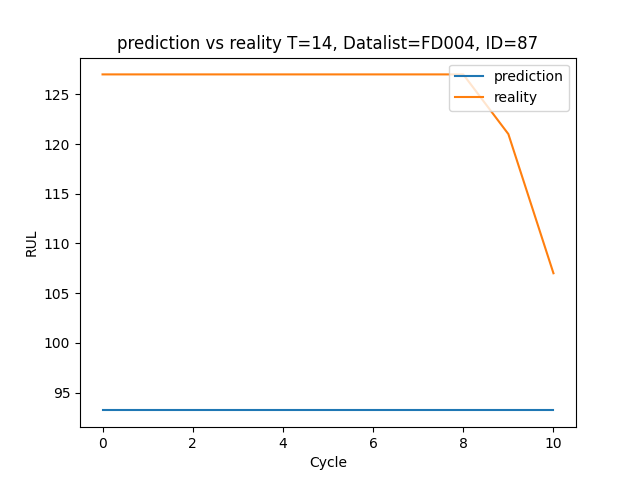 prediction vs reality T=14, Datalist=FD004, ID=87
prediction
reality
125
120
115
110
105
100
95
RUL
0 2 4 6 8 10
Cycle